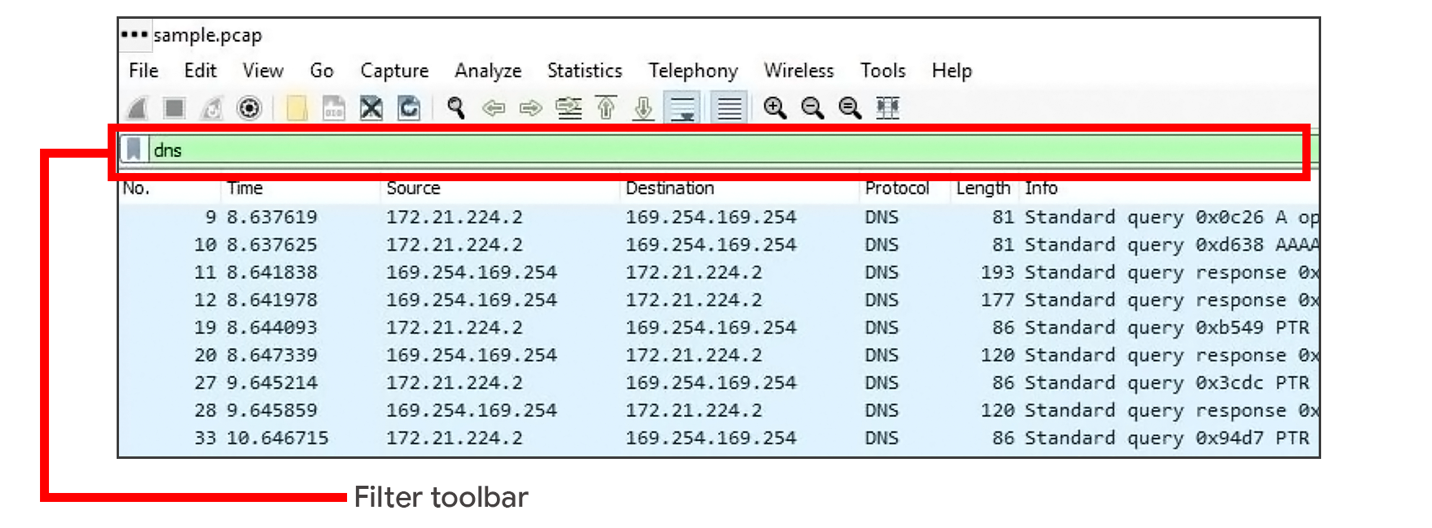 ••• sample.pcap
File Edit View Go Capture Analyze Statistics Telephony Wireless Tools Help
dns
No. Time Source Destination Protocol Length Info
9 8.637619 172.21.224.2 169.254.169.254 DNS 81 Standard query 0x0c26 A op
10 8.637625 172.21.224.2 169.254.169.254 DNS 81 Standard query 0xd638 AAAA
11 8.641838 169.254.169.254 172.21.224.2 DNS 193 Standard query response 0x
12 8.641978 169.254.169.254 172.21.224.2 DNS 177 Standard query response 0x
19 8.644093 172.21.224.2 169.254.169.254 DNS 86 Standard query 0xb549 PTR
20 8.647339 169.254.169.254 172.21.224.2 DNS 120 Standard query response 0x
27 9.645214 172.21.224.2 169.254.169.254 DNS 86 Standard query 0x3cdc PTR
28 9.645859 169.254.169.254 172.21.224.2 DNS 120 Standard query response 0x
33 10.646715 172.21.224.2 169.254.169.254 DNS 86 Standard query 0x94d7 PTR
Filter toolbar